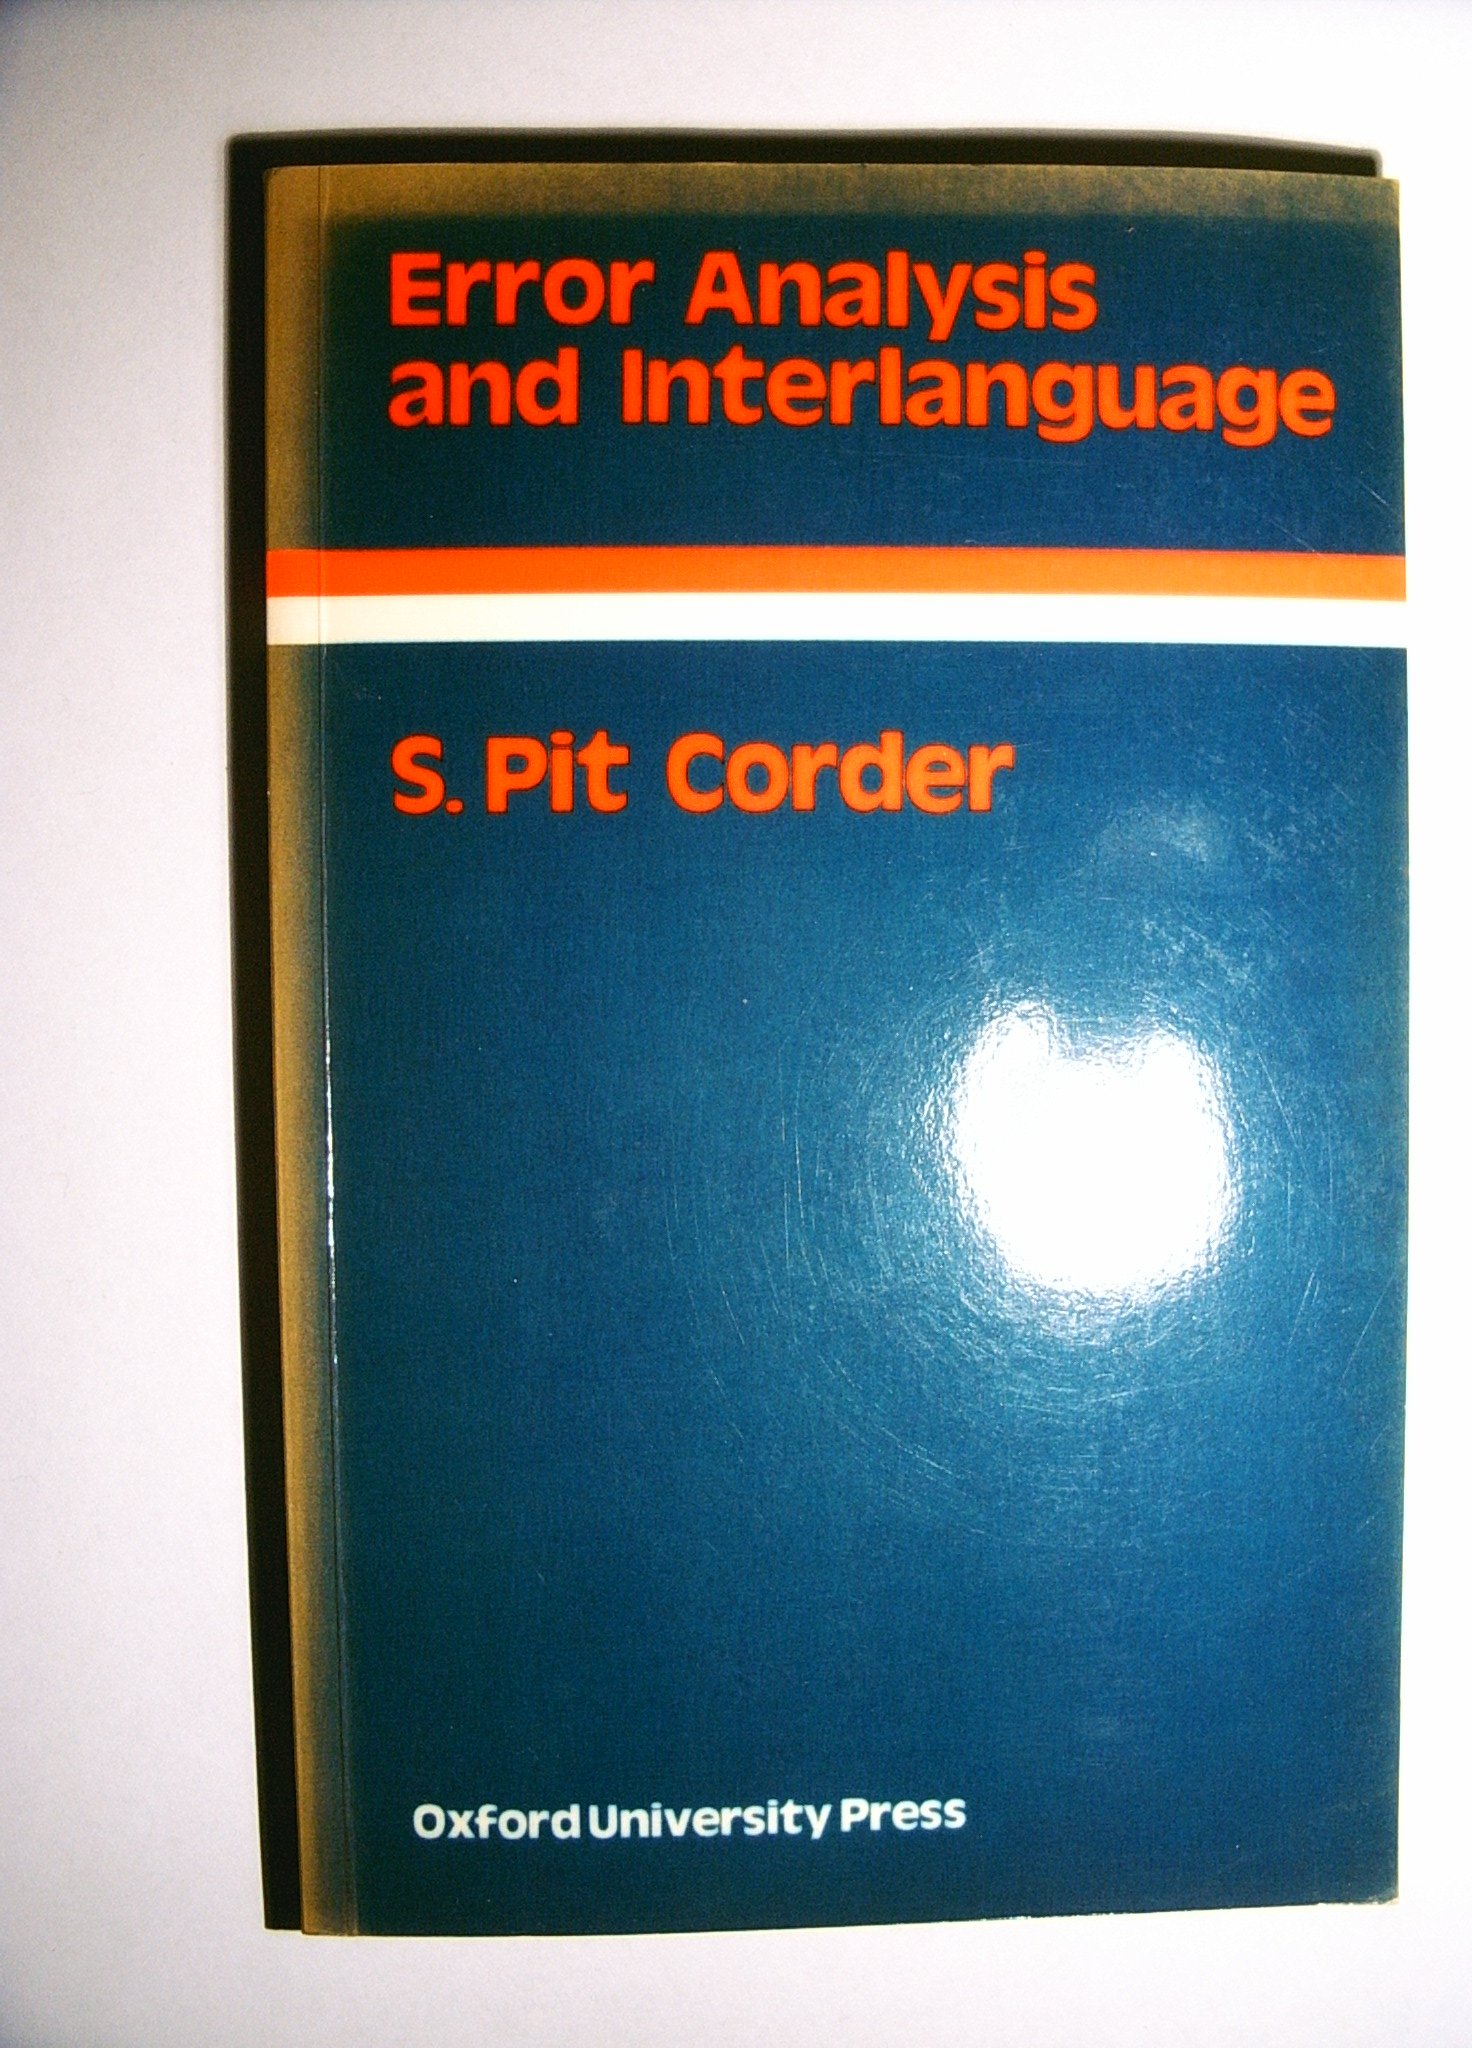 Error Analysis
and Interlanguage
S. Pit Corder
Oxford University Press